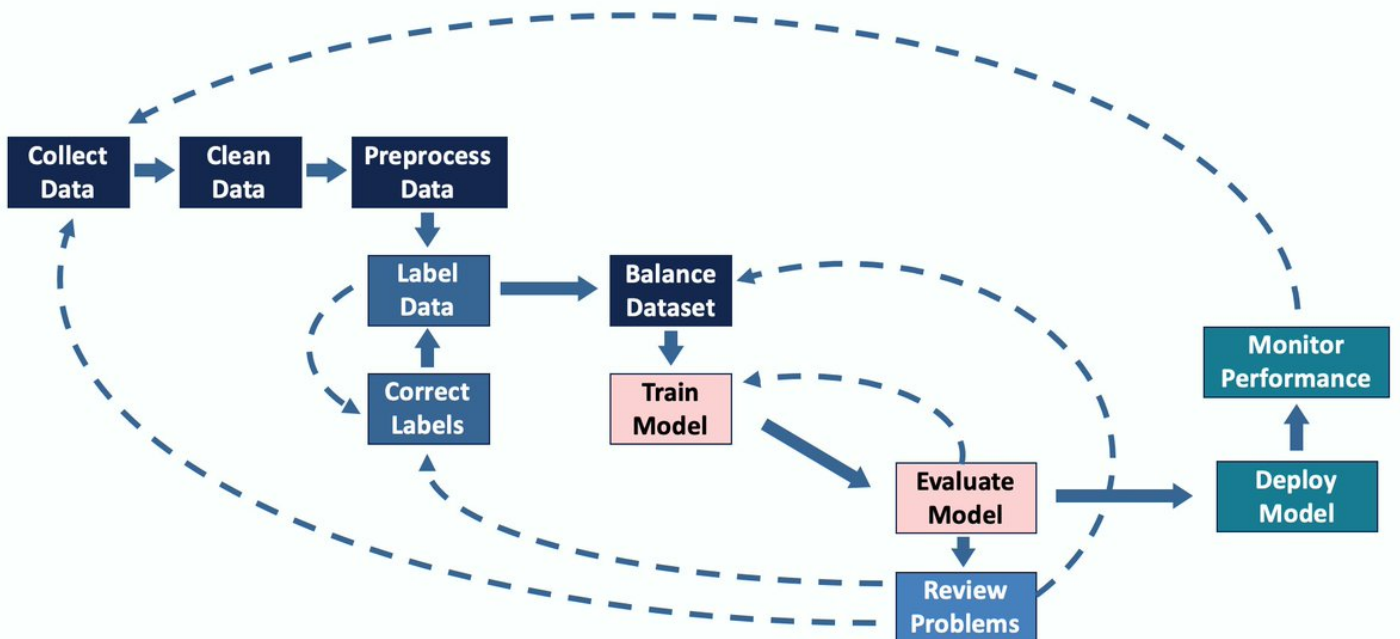 Collect
Data
Clean
Data
Preprocess
Data
Label
Data
Balance
Dataset
Correct
Labels
Train
Model
Monitor
Performance
Evaluate
Model
Deploy
Model
Review
Problems